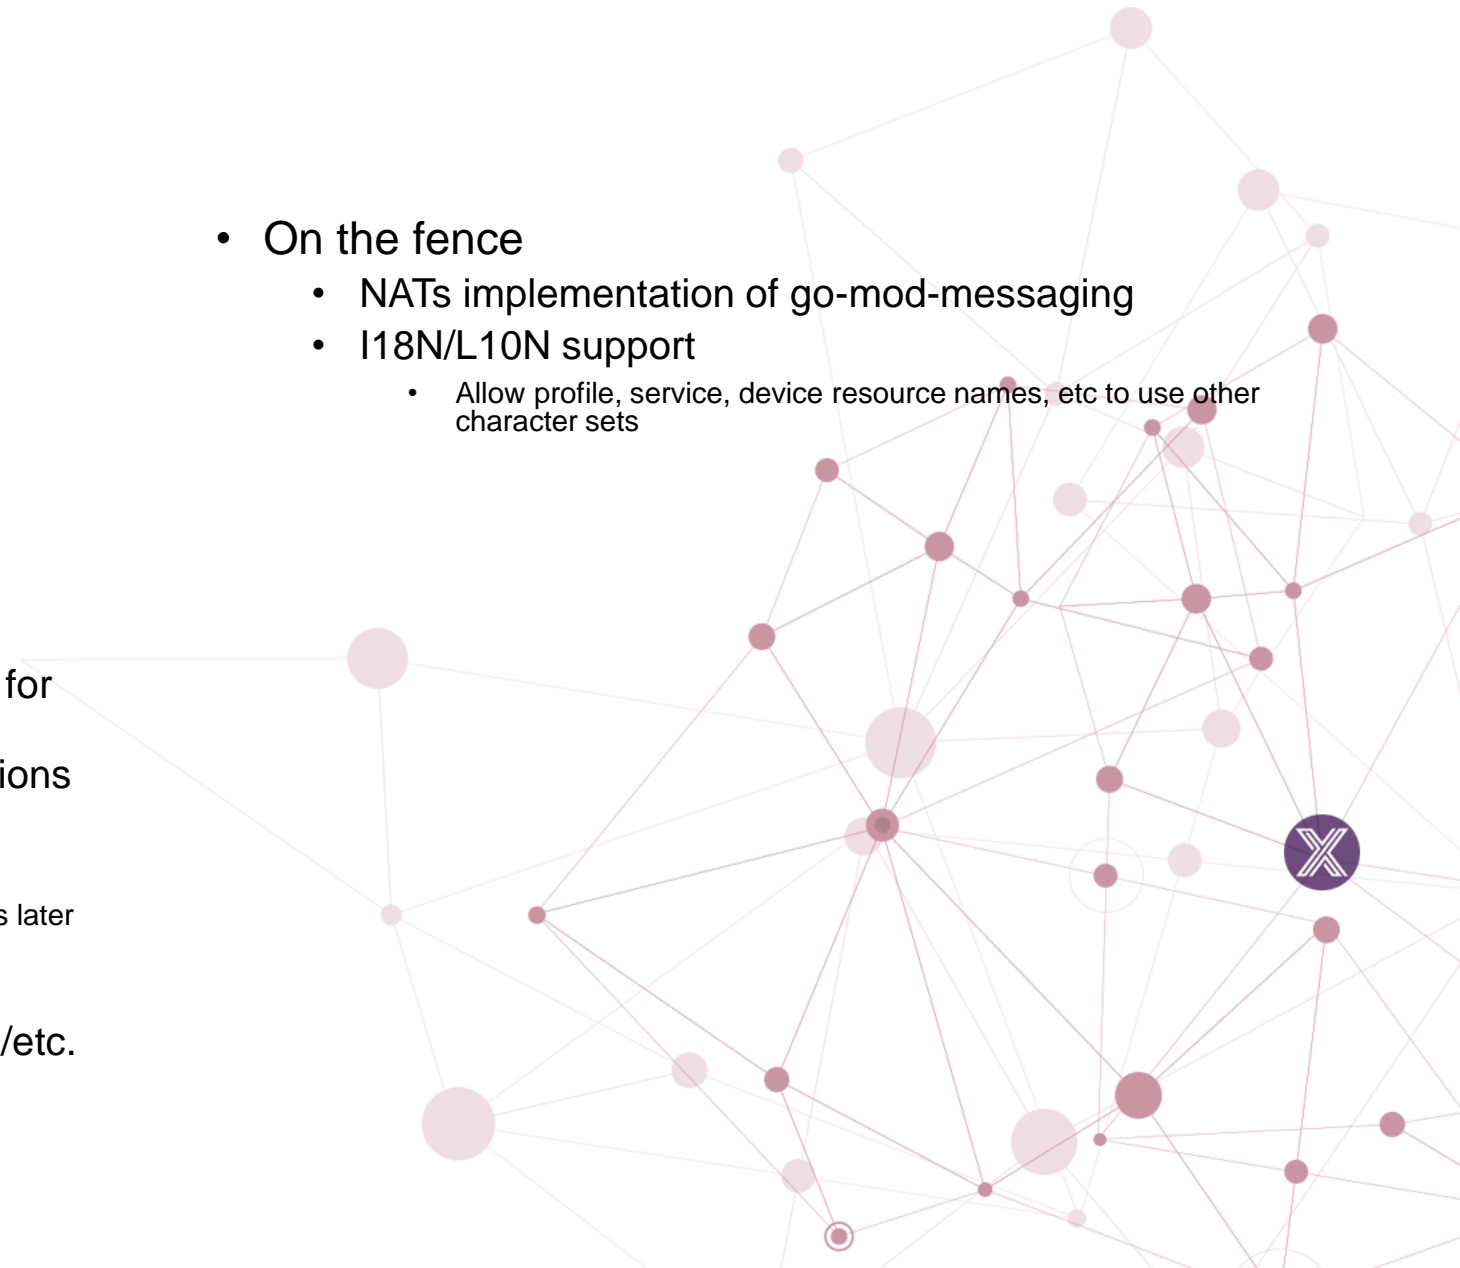 • On the fence
• NATs implementation of go-mod-messaging
• I18N/L10N support
• Allow profile, service, device resource names, etc to use other
character sets
for
ions
s later
/etc.